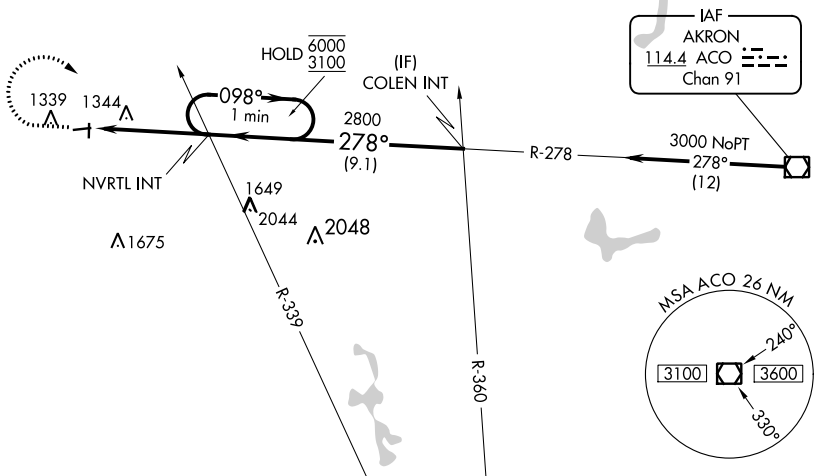 IAF
AKRON
114.4 ACO
Chan 91
HOLD 6000
3100
(IF)
COLEN INT
1339
1344
098°
1 min
2800
278°
(9.1)
R-278
3000 NoPT
278°
(12)
NVRTL INT
1649
2044
2048
1675
R-339
R-360
MSA ACO 26 NM
240°
3100
3600
330°